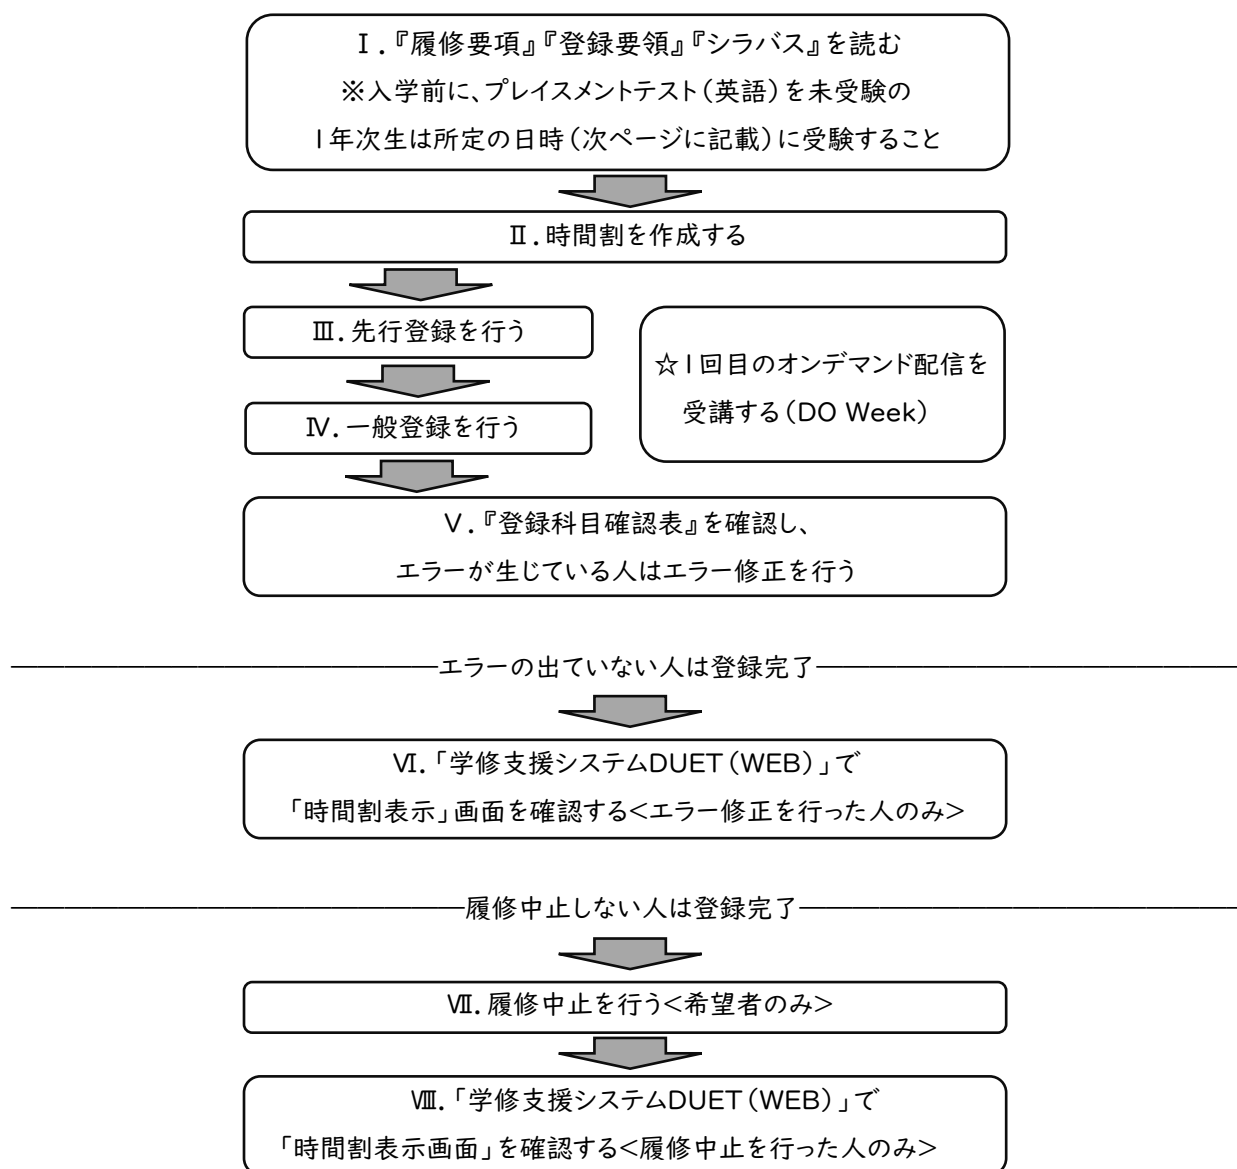 Ⅰ.『履修要項』『登録要領』『シラバス』を読む
※入学前に、プレイスメントテスト(英語)を未受験の
1年次生は所定の日時(次ページに記載)に受験すること
Ⅱ.時間割を作成する
Ⅲ.先行登録を行う
Ⅳ.一般登録を行う
☆1回目のオンデマンド配信を
受講する(DO Week)
Ⅴ.『登録科目確認表』を確認し、
エラーが生じている人はエラー修正を行う
エラーの出ていない人は登録完了
Ⅵ.「学修支援システムDUET(WEB)」で
「時間割表示」画面を確認する<エラー修正を行った人のみ>
履修中止しない人は登録完了
Ⅶ.履修中止を行う<希望者のみ>
Ⅷ.「学修支援システムDUET(WEB)」で
「時間割表示画面」を確認する<履修中止を行った人のみ>